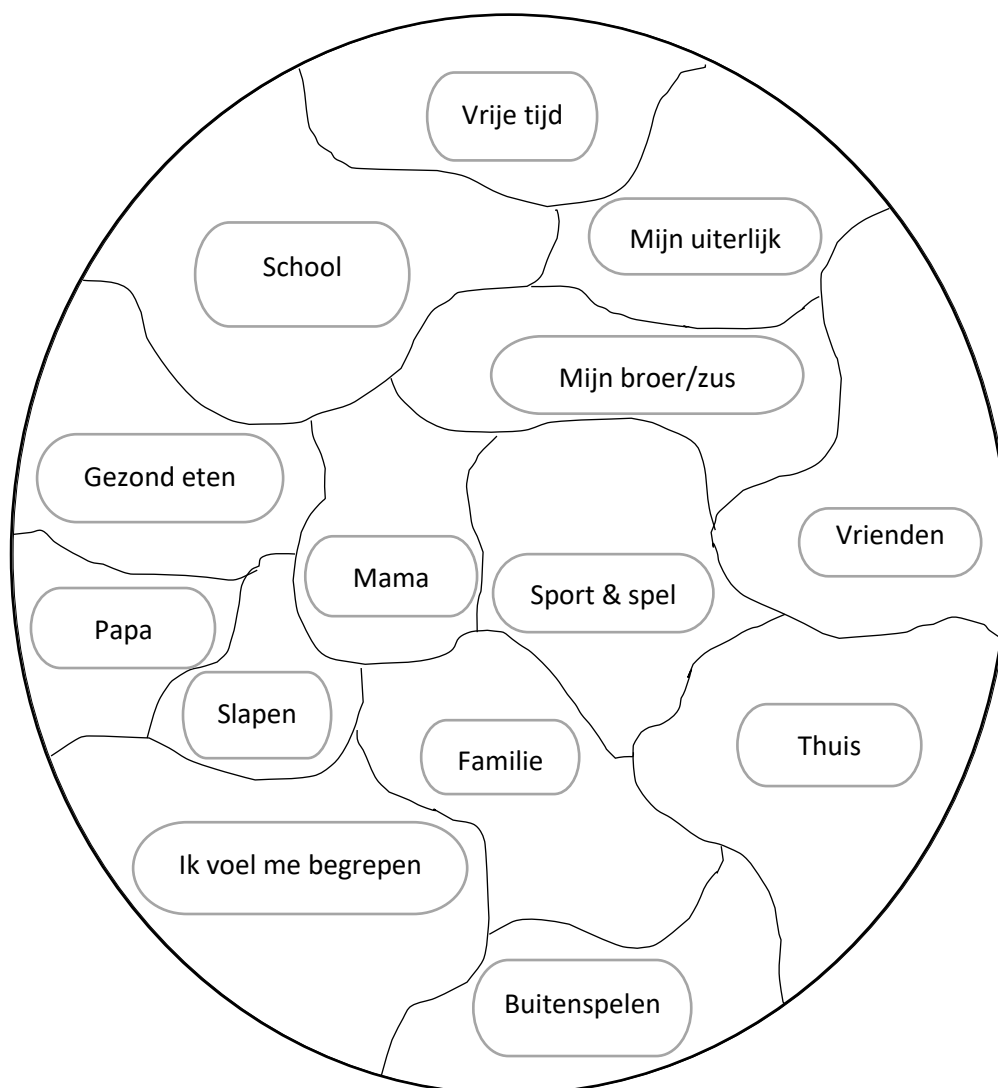 Vrije tijd
Mijn uiterlijk
School
Mijn broer/zus
Gezond eten
Vrienden
Mama
Sport & spel
Papa
Slapen
Familie
Thuis
Ik voel me begrepen
Buitenspelen